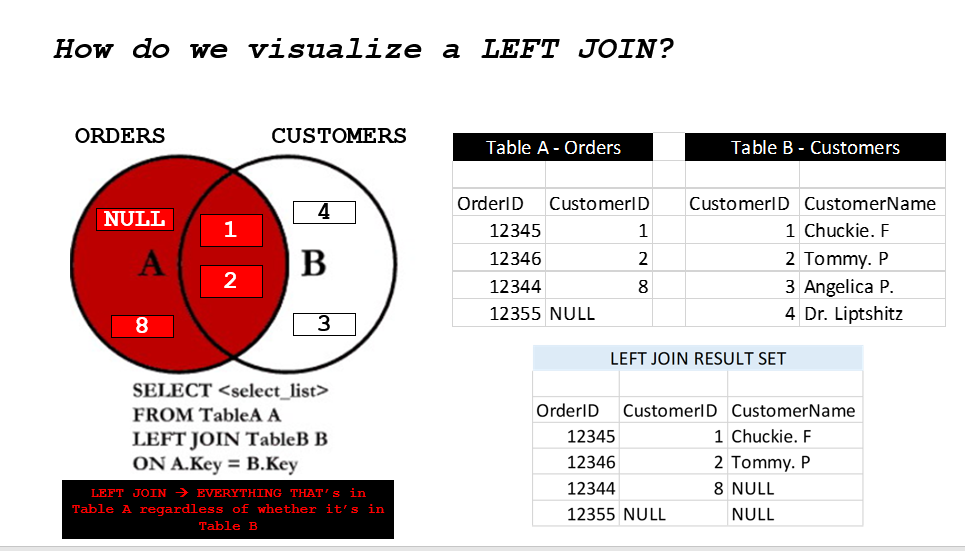 How do we visualize a LEFT JOIN?
ORDERS CUSTOMERS
NULL
1
4
A
B
2
8
3
SELECT <select_list>
FROM TableA A
LEFT JOIN TableB B
ON A.Key = B.Key
LEFT JOIN → EVERYTHING THAT's in
Table A regardless of whether it's in
Table B
Table A - Orders Table B - Customers
OrderID CustomerID CustomerID CustomerName
12345 1 1 Chuckie. F
12346 2 2 Tommy. P
12344 8 3 Angelica P.
12355 NULL 4 Dr. Liptshitz
LEFT JOIN RESULT SET
OrderID CustomerID CustomerName
12345 1 Chuckie. F
12346 2 Tommy. P
12344 8 NULL
12355 NULL NULL